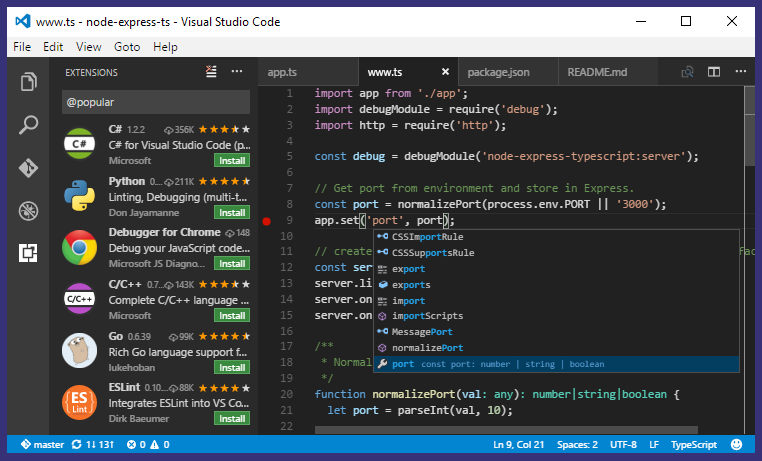 www.ts - node-express-ts - Visual Studio Code
File Edit View Goto Help
EXTENSIONS
@popular
C# 1.2.2 356K
C# for Visual Studio Code (p...
Microsoft Install
Python 0.... 211K
Linting, Debugging (multi-t...
Don Jayamanne Install
Debugger for Chrome 148
Debug your JavaScript code...
Microsoft JS Diagno... Install
C/C++ 0.7... 143K
Complete C/C++ language ...
Microsoft Install
Go 0.6.39 99K
Rich Go language support f...
lukehoban Install
ESLint 0.10... 88K
Integrates ESLint into VS Co...
Dirk Baeumer Install
C#
C/C++
ES
Lint
app.ts www.ts package.json README.md
1 import app from './app';
2 import debugModule = require('debug');
3 import http = require('http');
4
5 const debug = debugModule('node-express-typescript:server');
6
7 // Get port from environment and store in Express.
8 const port = normalizePort(process.env.PORT || '3000');
9 app.set('port', port);
10
11 // create
12 const ser
13 server.li
14 server.on
15 server.on
16
17 /**
18 * Normal
19 */
20 function normalizePort(val: any): number|string|boolean {
21 let port = parseInt(val, 10);
22
CSSImportRule
CSSSupportsRule
export
exports
import
importScripts
MessagePort
normalizePort
port const port: number | string | boolean
master 1↓ 13↑ 0 0 Ln 9, Col 21 Spaces: 2 UTF-8 LF TypeScript